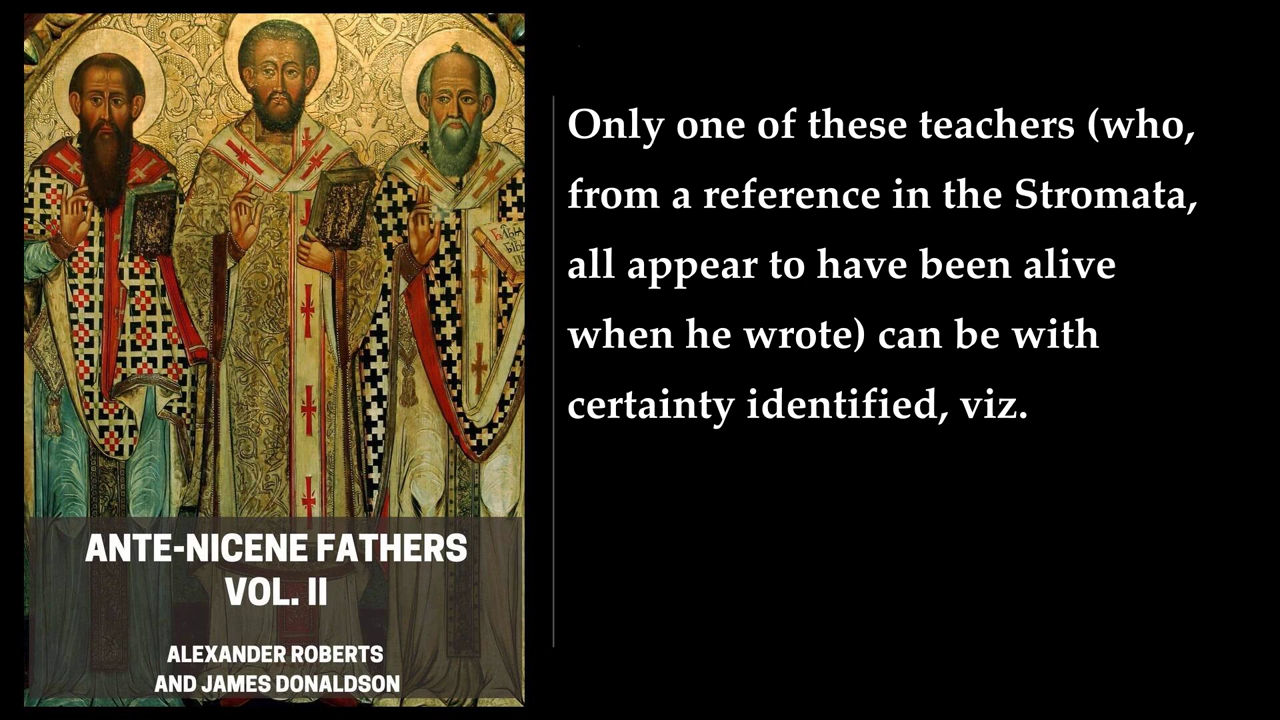 Only one of these teachers (who,
from a reference in the Stromata,
all appear to have been alive
when he wrote) can be with
certainty identified, viz.
ANTE-NICENE FATHERS
VOL. II
ALEXANDER ROBERTS
AND JAMES DONALDSON